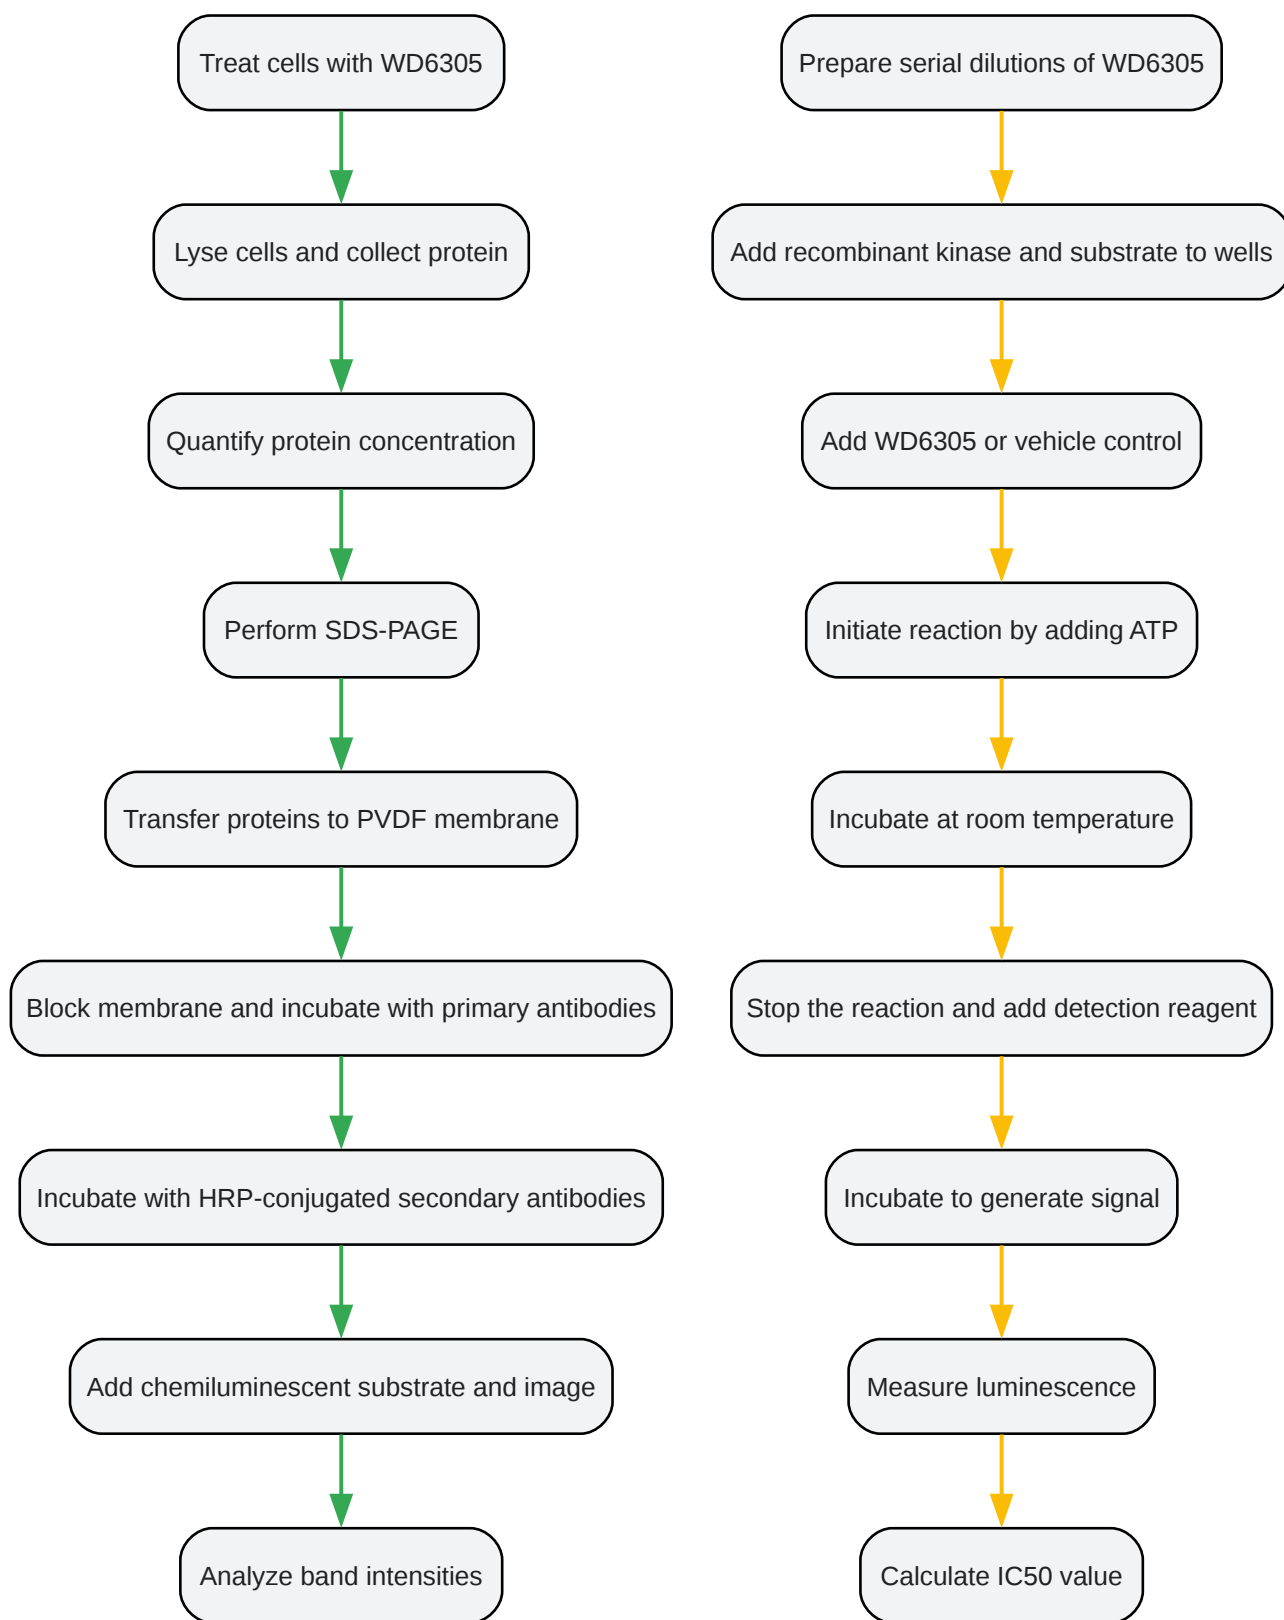 Treat cells with WD6305
Lyse cells and collect protein
Quantify protein concentration
Perform SDS-PAGE
Transfer proteins to PVDF membrane
Block membrane and incubate with primary antibodies
Incubate with HRP-conjugated secondary antibodies
Add chemiluminescent substrate and image
Analyze band intensities
Prepare serial dilutions of WD6305
Add recombinant kinase and substrate to wells
Add WD6305 or vehicle control
Initiate reaction by adding ATP
Incubate at room temperature
Stop the reaction and add detection reagent
Incubate to generate signal
Measure luminescence
Calculate IC50 value